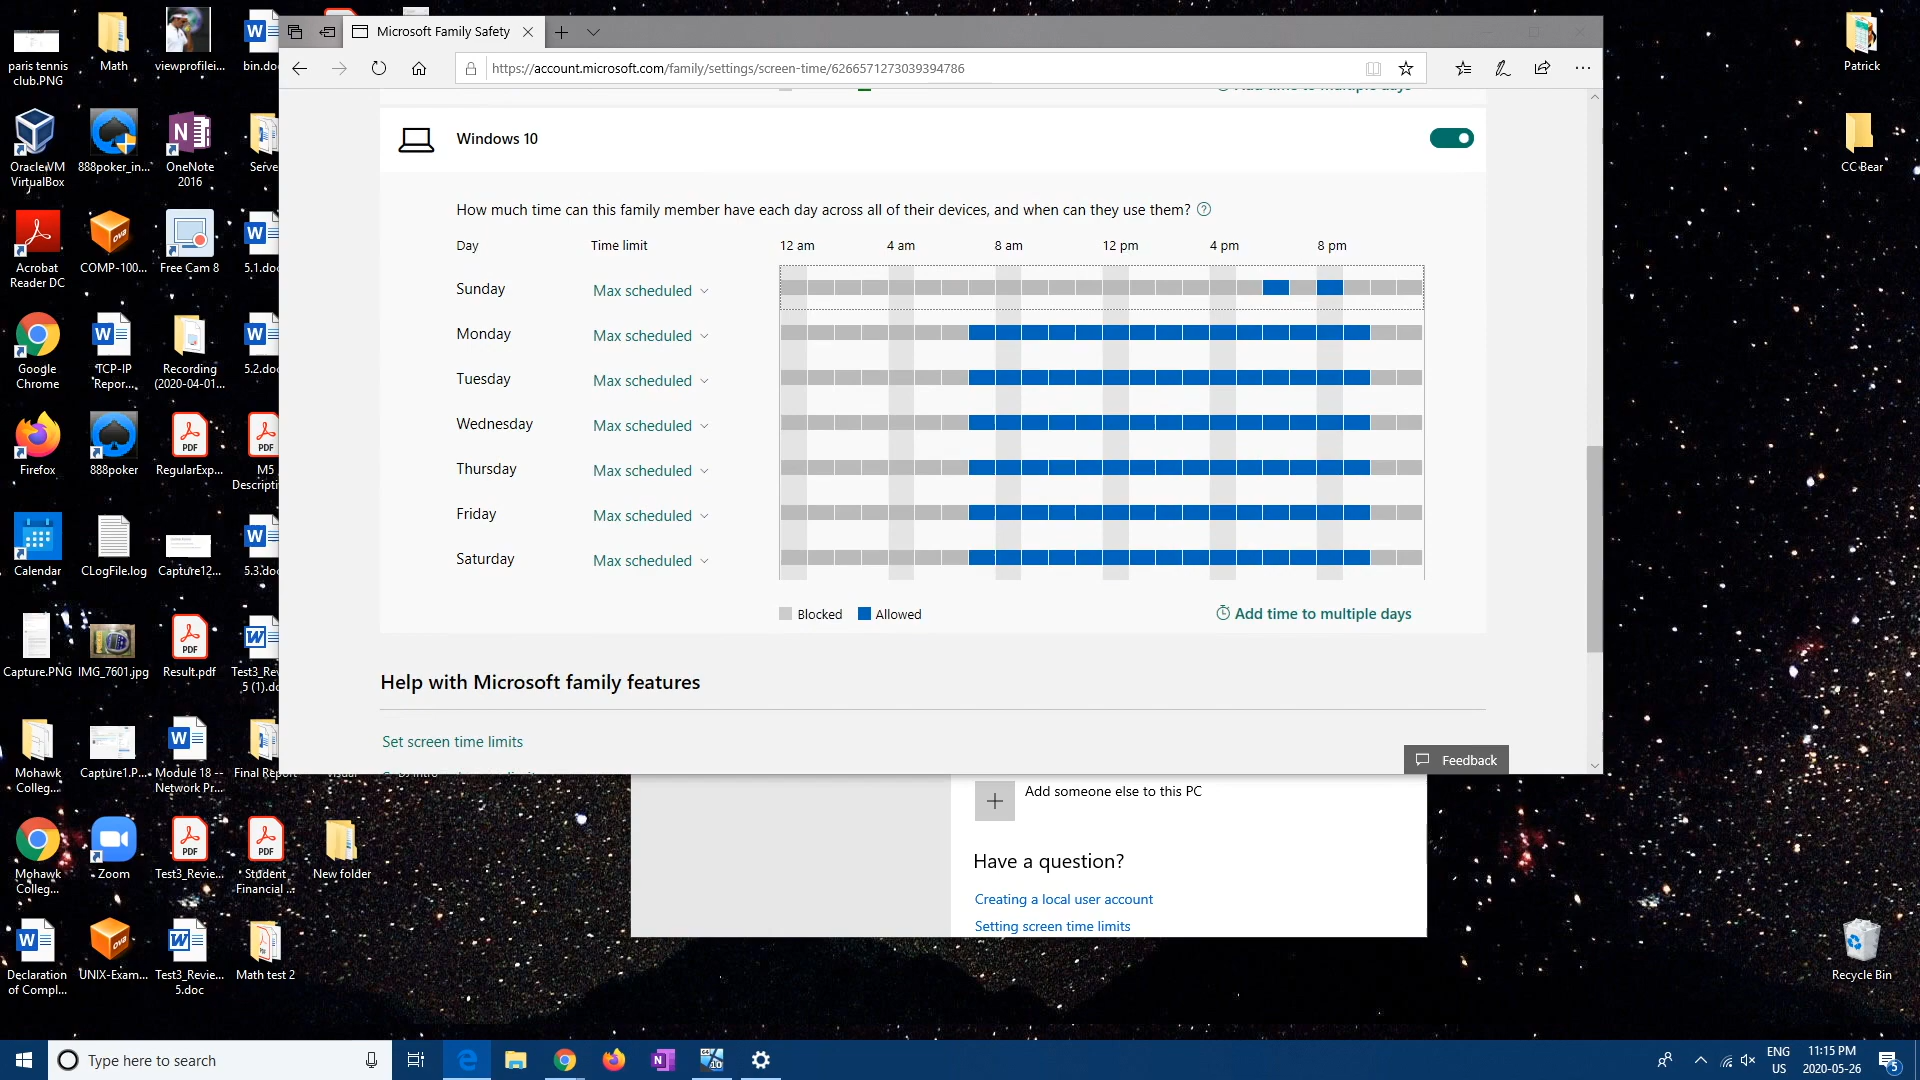 Microsoft Family Safety
https://account.microsoft.com/family/settings/screen-time/6266571273039394786
Add time to multiple days
Windows 10
How much time can this family member have each day across all of their devices, and when can they use them?
Day Time limit 12 am 4 am 8 am 12 pm 4 pm 8 pm
Sunday Max scheduled
Monday Max scheduled
Tuesday Max scheduled
Wednesday Max scheduled
Thursday Max scheduled
Friday Max scheduled
Saturday Max scheduled
Blocked Allowed Add time to multiple days
Help with Microsoft family features
Set screen time limits
Feedback
Add someone else to this PC
Have a question?
Creating a local user account
Setting screen time limits
paris tennis
club.PNG
Math
viewprofilei...
bin.do
Oracle VM
VirtualBox
888poker_in...
OneNote
2016
Serve
Acrobat
Reader DC
COMP-100...
Free Cam 8
5.1.doc
Google
Chrome
TCP-IP
Repor...
Recording
(2020-04-01...
5.2.doc
Firefox
888poker
RegularExp...
M5
Descripti
Calendar
CLogFile.log
Capture12...
5.3.doc
Capture.PNG
IMG_7601.jpg
Result.pdf
Test3_Rev
5 (1).do
Mohawk
Colleg...
Capture1.P...
Module 18 --
Network Pr...
Final Report
Mohawk
Colleg...
Zoom
Test3_Revie...
Student
Financial ...
New folder
Declaration
of Compl...
UNIX-Exam...
Test3_Revie...
5.doc
Math test 2
Patrick
CC Bear
Recycle Bin
Type here to search
ENG
US
11:15 PM
2020-05-26
5